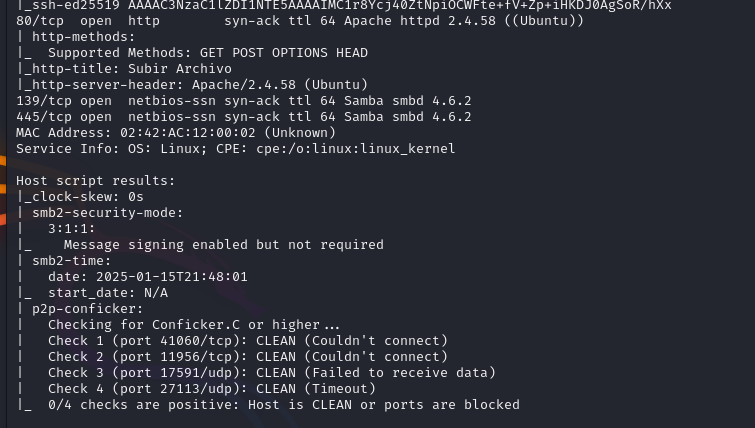 |_ssh-ed25519 AAAAC3NzaC1lZDI1NTE5AAAAIMC1r8Ycj40ZtNpiOCWFte+fV+Zp+iHKDJ0AgSoR/hXx
80/tcp open  http        syn-ack ttl 64 Apache httpd 2.4.58 ((Ubuntu))
| http-methods:
|_  Supported Methods: GET POST OPTIONS HEAD
|_http-title: Subir Archivo
|_http-server-header: Apache/2.4.58 (Ubuntu)
139/tcp open  netbios-ssn syn-ack ttl 64 Samba smbd 4.6.2
445/tcp open  netbios-ssn syn-ack ttl 64 Samba smbd 4.6.2
MAC Address: 02:42:AC:12:00:02 (Unknown)
Service Info: OS: Linux; CPE: cpe:/o:linux:linux_kernel

Host script results:
|_clock-skew: 0s
| smb2-security-mode:
|   3:1:1:
|_    Message signing enabled but not required
| smb2-time:
|   date: 2025-01-15T21:48:01
|_  start_date: N/A
| p2p-conficker:
|   Checking for Conficker.C or higher...
|   Check 1 (port 41060/tcp): CLEAN (Couldn't connect)
|   Check 2 (port 11956/tcp): CLEAN (Couldn't connect)
|   Check 3 (port 17591/udp): CLEAN (Failed to receive data)
|   Check 4 (port 27113/udp): CLEAN (Timeout)
|_  0/4 checks are positive: Host is CLEAN or ports are blocked